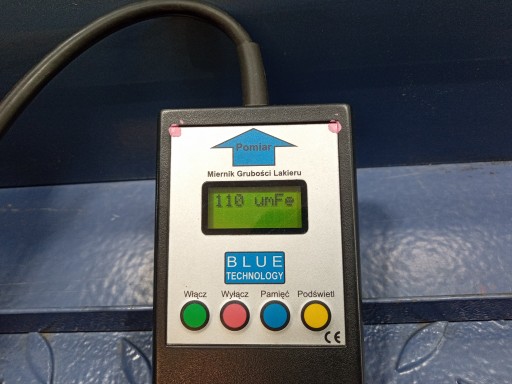 Pomiar
Miernik Grubości Lakieru
110 umFe
BLUE
TECHNOLOGY
Włącz Wyłącz Pamięć Podświetl
CE